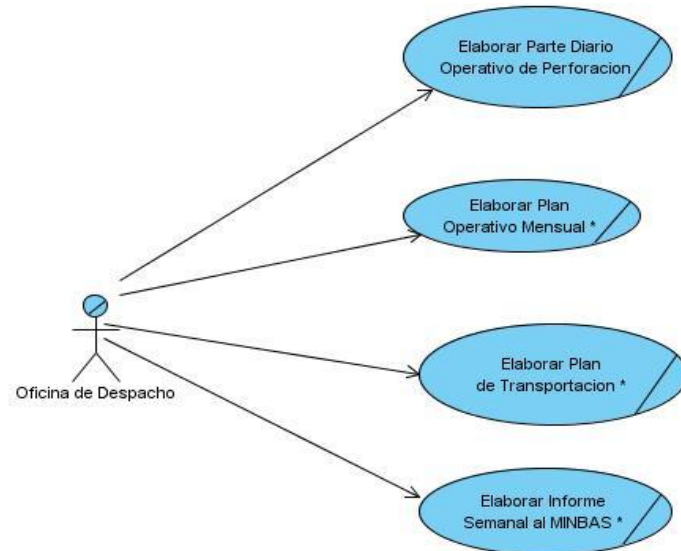 Elaborar Parte Diario
Operativo de Perforacion
Elaborar Plan
Operativo Mensual *
Oficina de Despacho
Elaborar Plan
de Transportacion *
Elaborar Informe
Semanal al MINBAS *